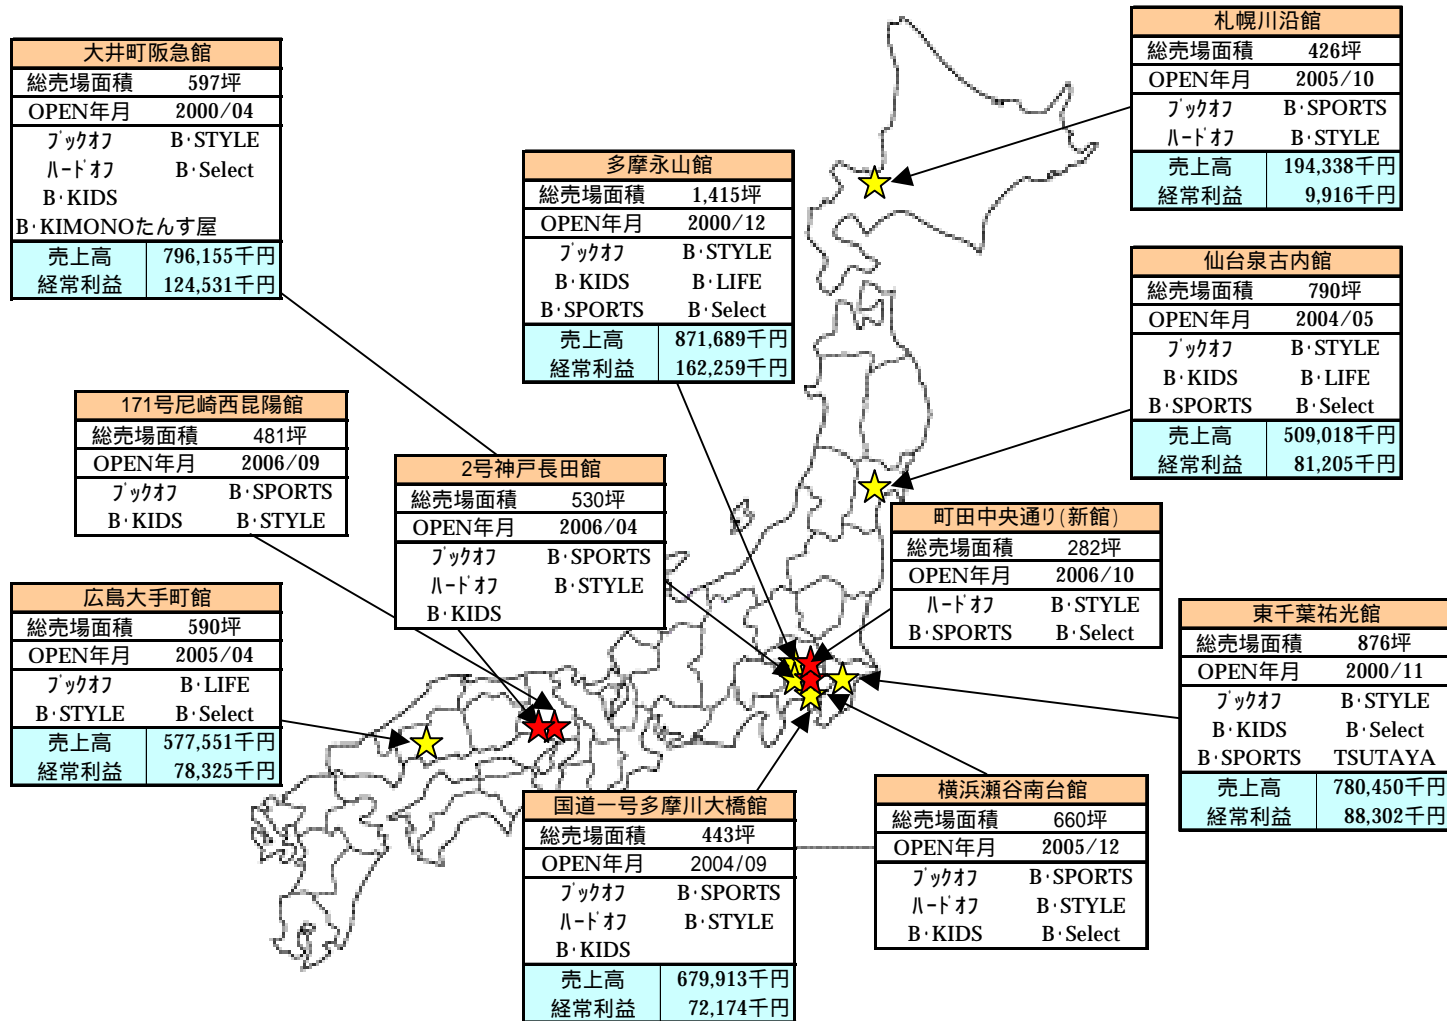 大井町阪急館
総売場面積 597坪
OPEN年月 2000/04
ﾌﾞｯｸｵﾌ B・STYLE
ﾊｰﾄﾞｵﾌ B・Select
B・KIDS
B・KIMONOたんす屋
売上高 796,155千円
経常利益 124,531千円
札幌川沿館
総売場面積 426坪
OPEN年月 2005/10
ﾌﾞｯｸｵﾌ B・SPORTS
ﾊｰﾄﾞｵﾌ B・STYLE
売上高 194,338千円
経常利益 9,916千円
多摩永山館
総売場面積 1,415坪
OPEN年月 2000/12
ﾌﾞｯｸｵﾌ B・STYLE
B・KIDS B・LIFE
B・SPORTS B・Select
売上高 871,689千円
経常利益 162,259千円
仙台泉古内館
総売場面積 790坪
OPEN年月 2004/05
ﾌﾞｯｸｵﾌ B・STYLE
B・KIDS B・LIFE
B・SPORTS B・Select
売上高 509,018千円
経常利益 81,205千円
171号尼崎西昆陽館
総売場面積 481坪
OPEN年月 2006/09
ﾌﾞｯｸｵﾌ B・SPORTS
B・KIDS B・STYLE
2号神戸長田館
総売場面積 530坪
OPEN年月 2006/04
ﾌﾞｯｸｵﾌ B・SPORTS
ﾊｰﾄﾞｵﾌ B・STYLE
B・KIDS
町田中央通り(新館)
総売場面積 282坪
OPEN年月 2006/10
ﾊｰﾄﾞｵﾌ B・STYLE
B・SPORTS B・Select
広島大手町館
総売場面積 590坪
OPEN年月 2005/04
ﾌﾞｯｸｵﾌ B・LIFE
B・STYLE B・Select
売上高 577,551千円
経常利益 78,325千円
東千葉祐光館
総売場面積 876坪
OPEN年月 2000/11
ﾌﾞｯｸｵﾌ B・STYLE
B・KIDS B・Select
B・SPORTS TSUTAYA
売上高 780,450千円
経常利益 88,302千円
国道一号多摩川大橋館
総売場面積 443坪
OPEN年月 2004/09
ﾌﾞｯｸｵﾌ B・SPORTS
ﾊｰﾄﾞｵﾌ B・STYLE
B・KIDS
売上高 679,913千円
経常利益 72,174千円
横浜瀬谷南台館
総売場面積 660坪
OPEN年月 2005/12
ﾌﾞｯｸｵﾌ B・SPORTS
ﾊｰﾄﾞｵﾌ B・STYLE
B・KIDS B・Select